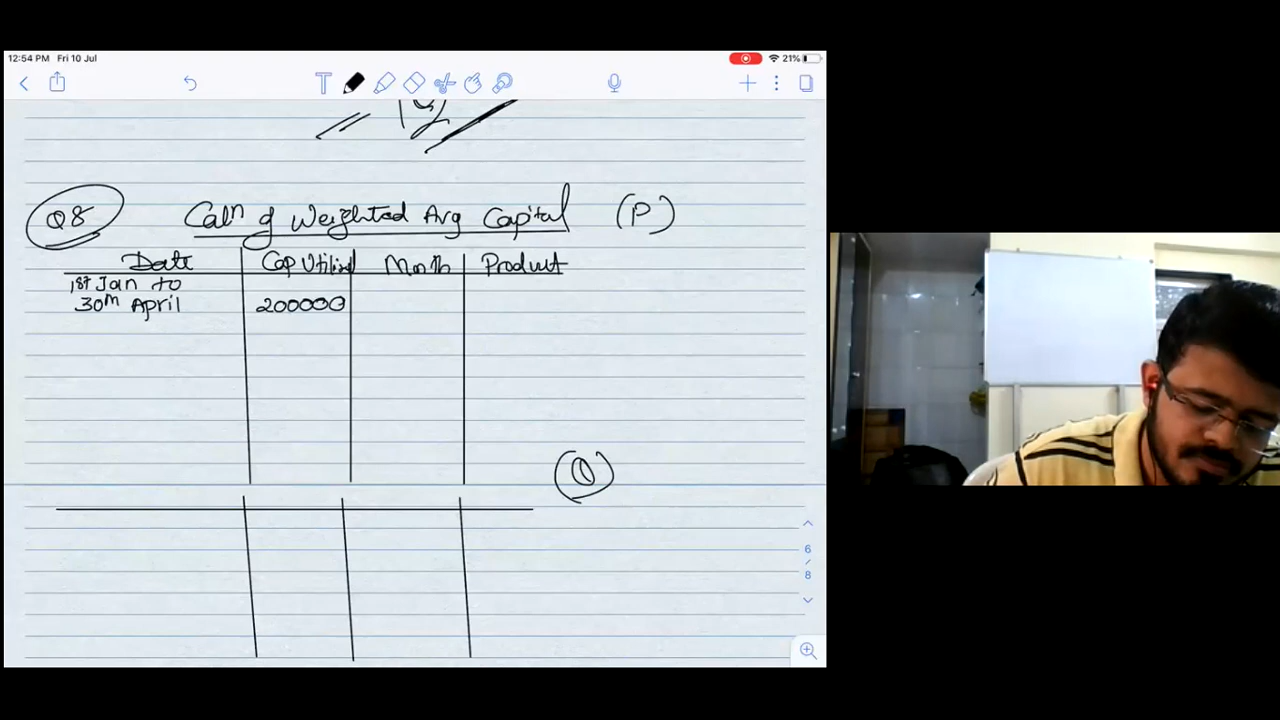 12:54 PM Fri 10 Jul
21%
T
Q8 Calⁿ of Weighted Avg Capital (P)
Date Cap Utilized Month Product
1st Jan to
30th April 200000
6
/
8